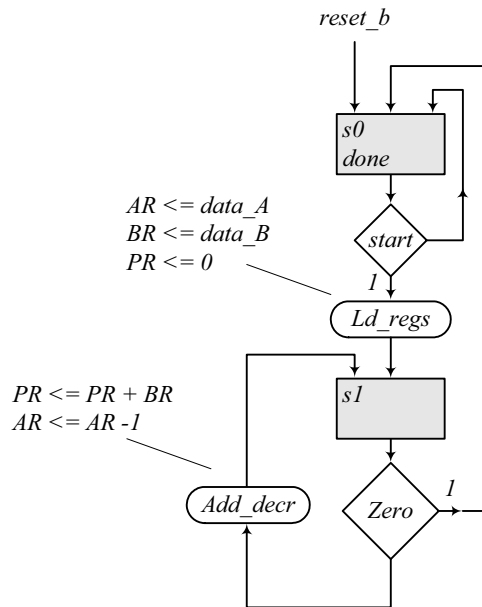 reset_b
s0
done
AR <= data_A
BR <= data_B
PR <= 0
start
1
Ld_regs
PR <= PR + BR
AR <= AR -1
s1
1
Add_decr
Zero